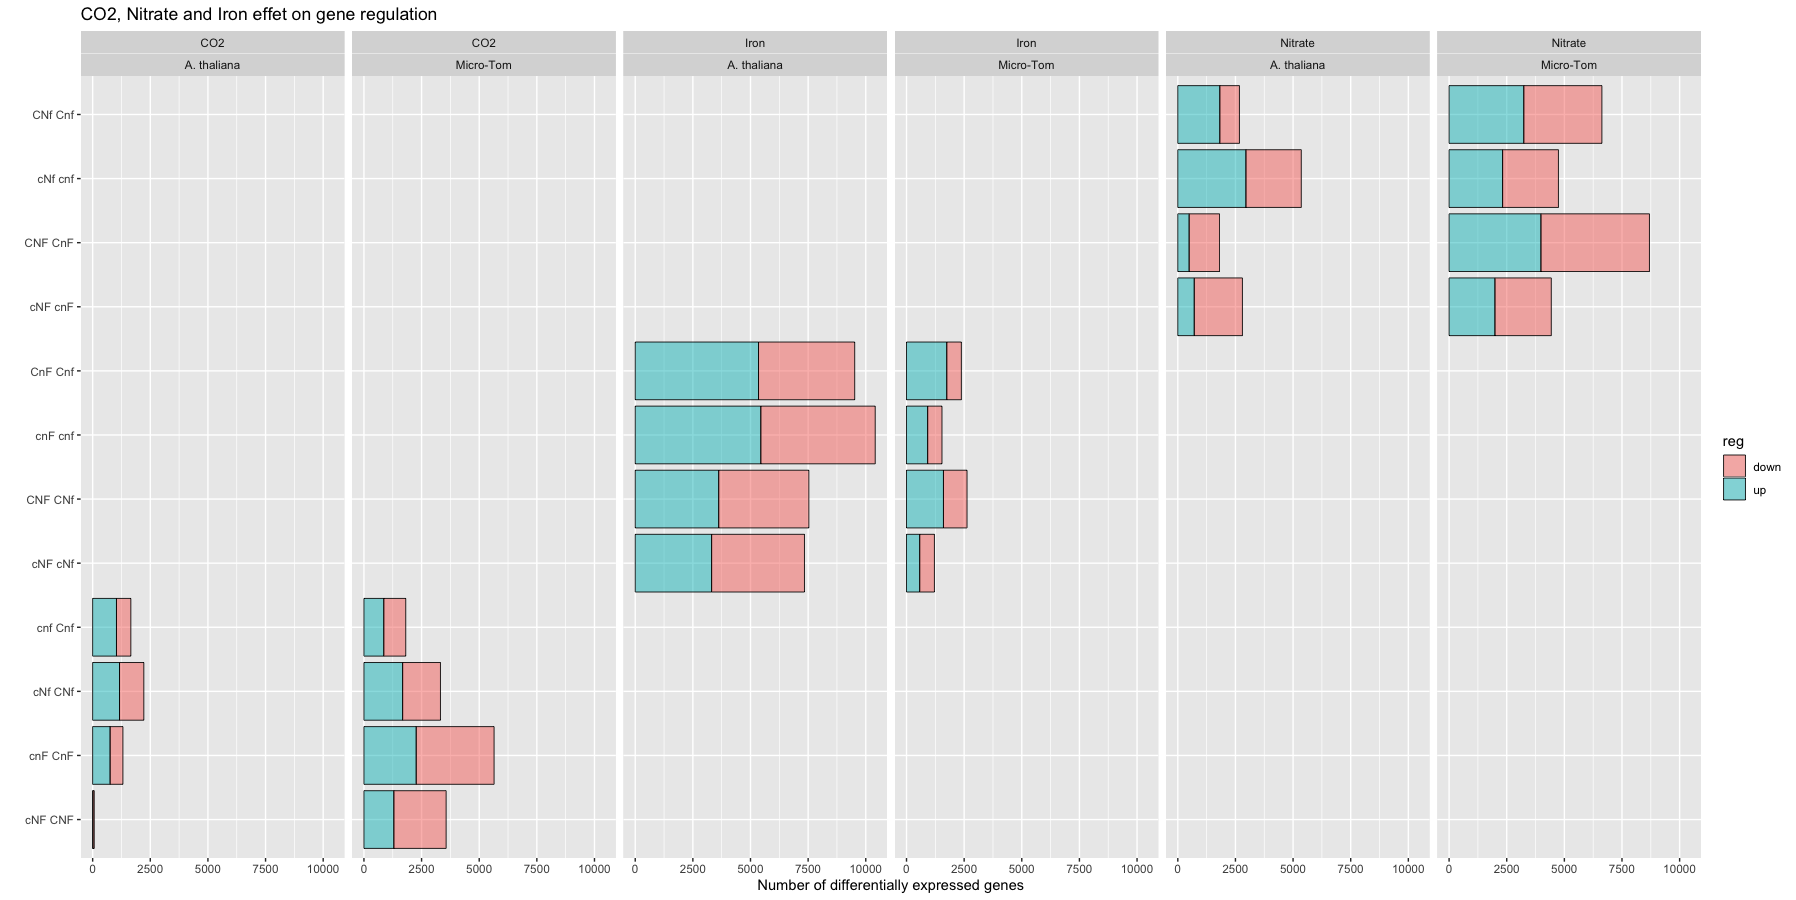 CO2, Nitrate and Iron effet on gene regulation
CO2 CO2 Iron Iron Nitrate Nitrate
A. thaliana Micro-Tom A. thaliana Micro-Tom A. thaliana Micro-Tom
CNf Cnf
cNf cnf
CNF CnF
cNF cnF
CnF Cnf
cnF cnf
CNF CNf
cNF cNf
cnf Cnf
cNf CNf
cnF CnF
cNF CNF
0 2500 5000 7500 10000 0 2500 5000 7500 10000 0 2500 5000 7500 10000 0 2500 5000 7500 10000 0 2500 5000 7500 10000 0 2500 5000 7500 10000
Number of differentially expressed genes
reg
down
up